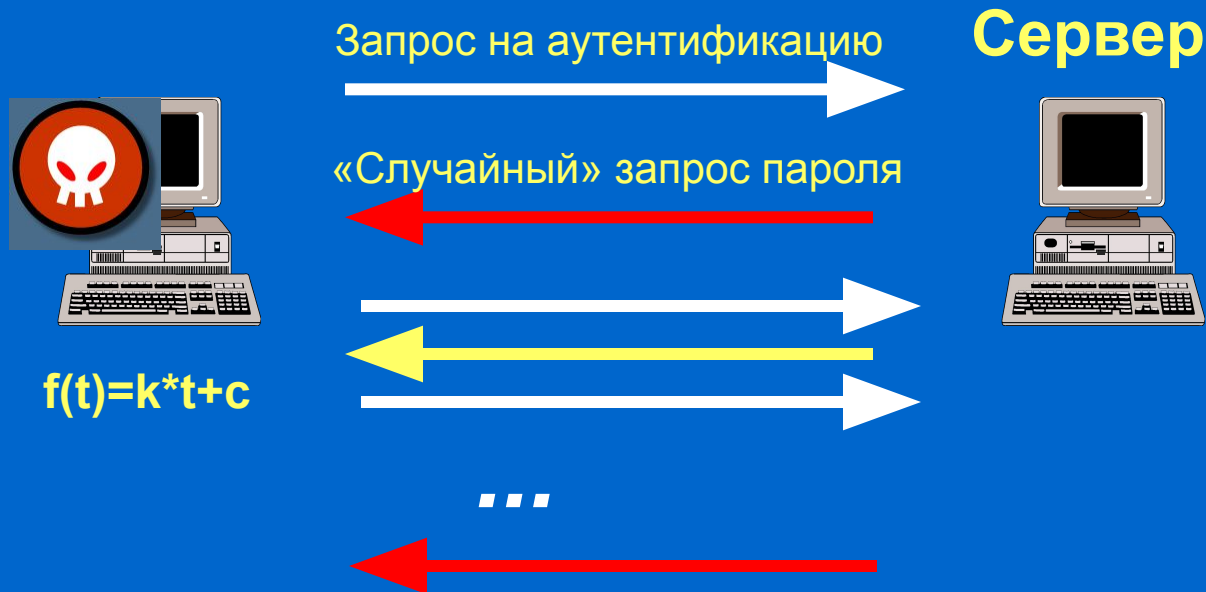 Запрос на аутентификацию
Сервер
«Случайный» запрос пароля
f(t)=k*t+c
...